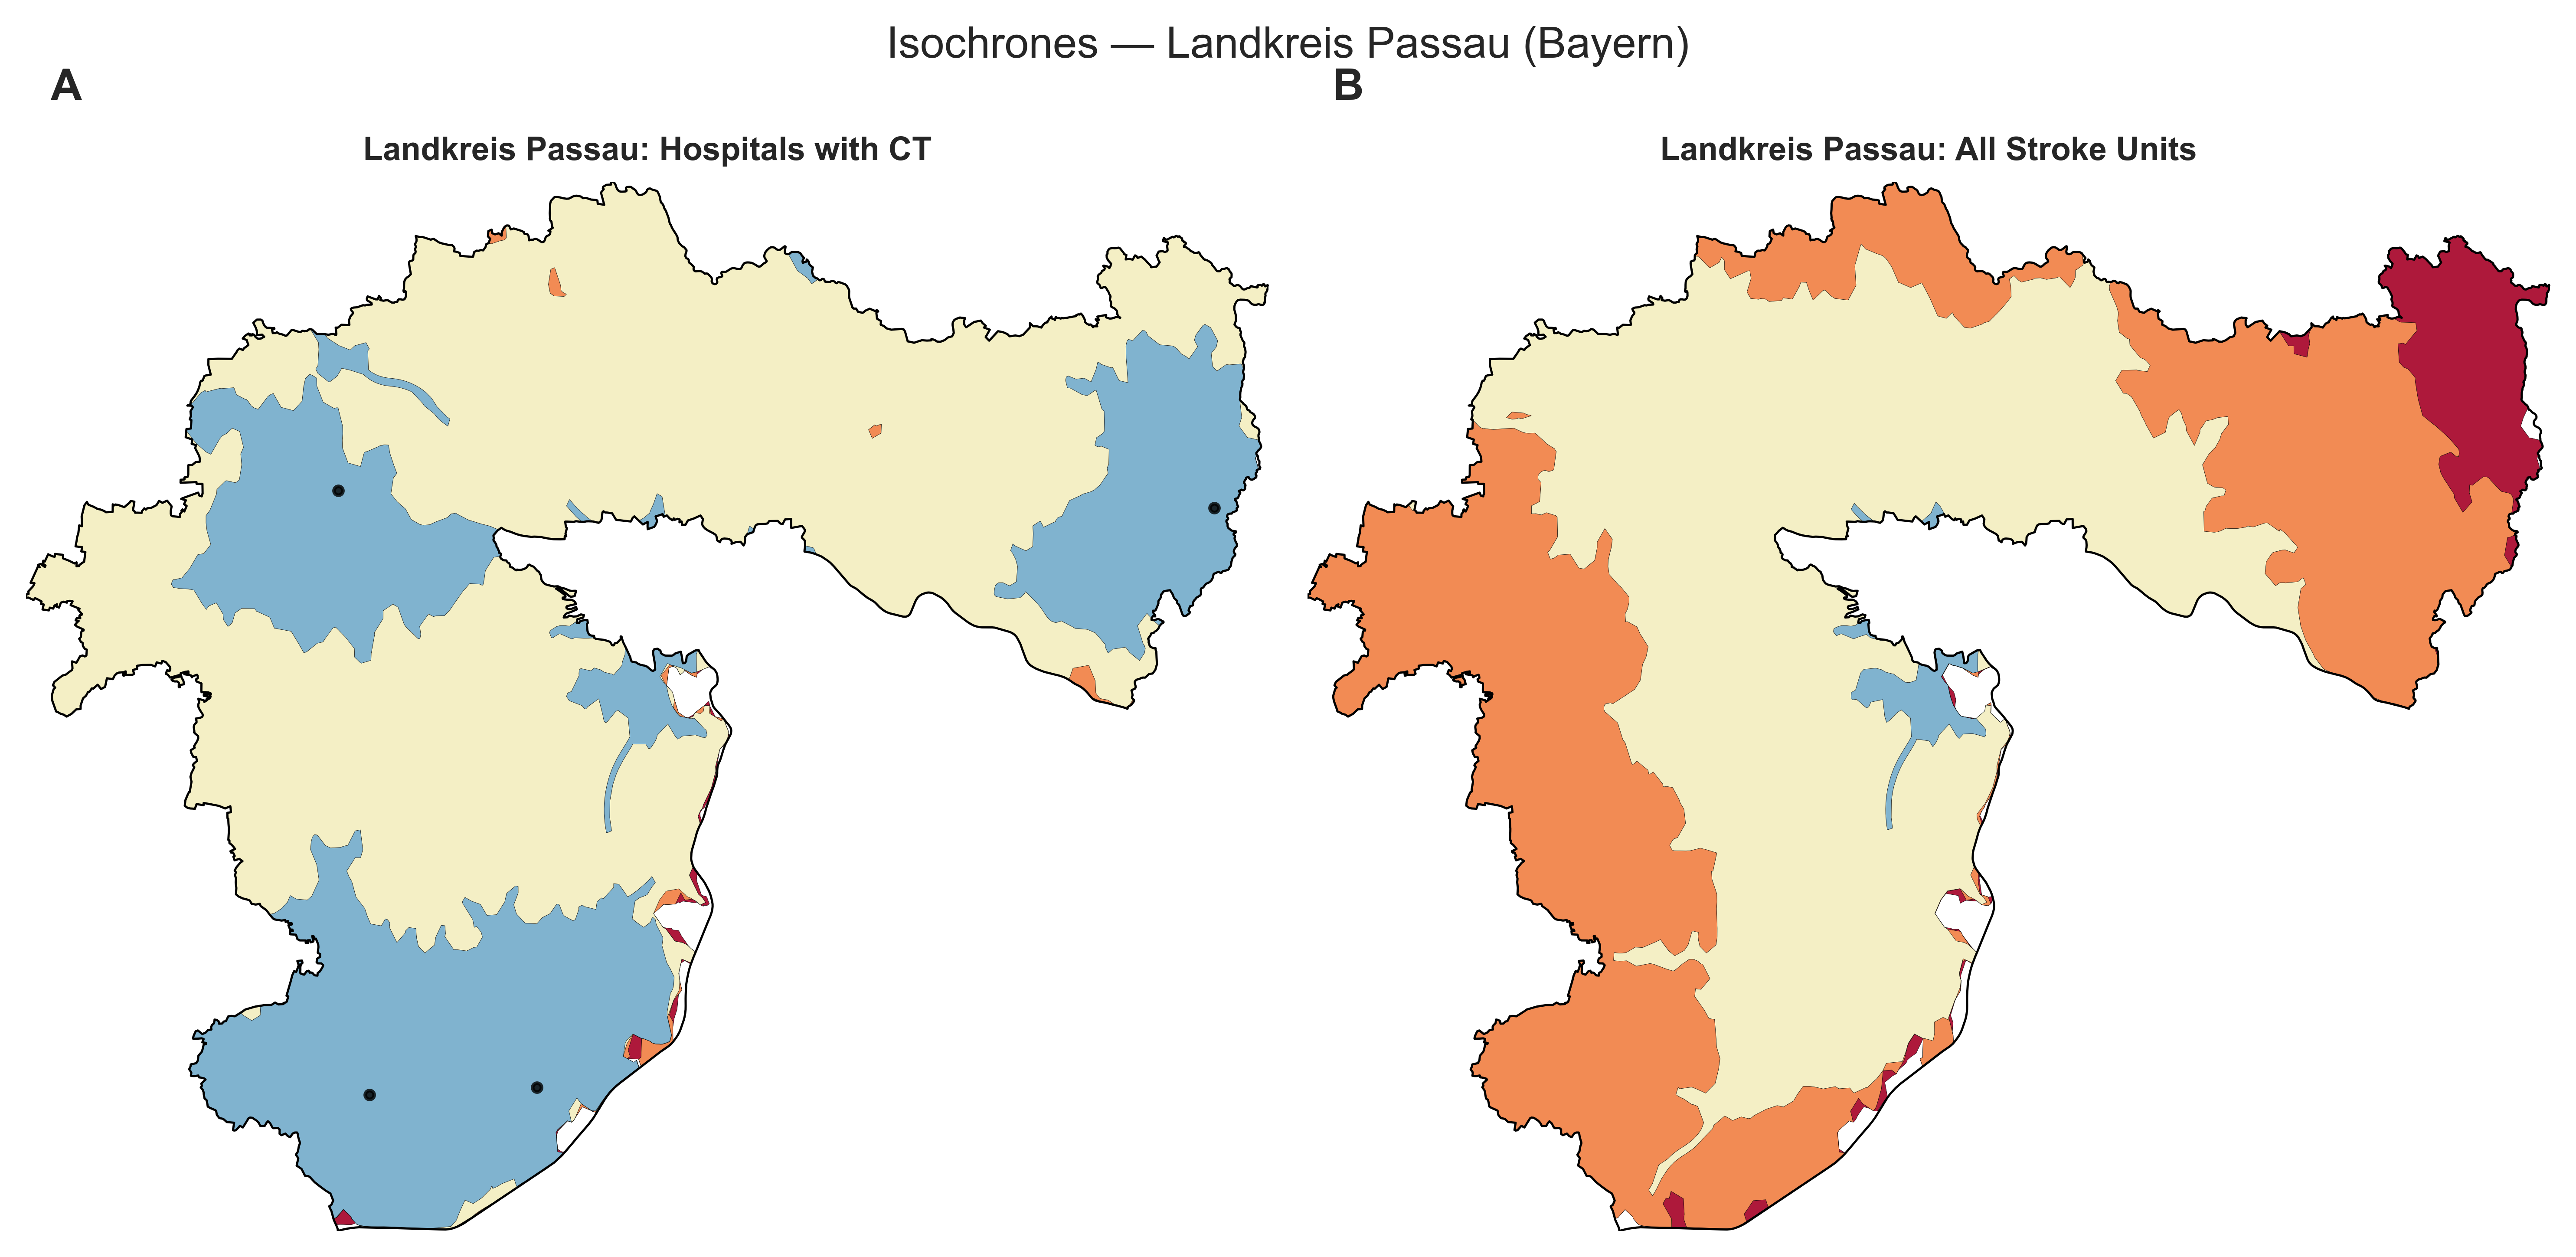 Isochrones — Landkreis Passau (Bayern)
A
B
Landkreis Passau: Hospitals with CT
Landkreis Passau: All Stroke Units